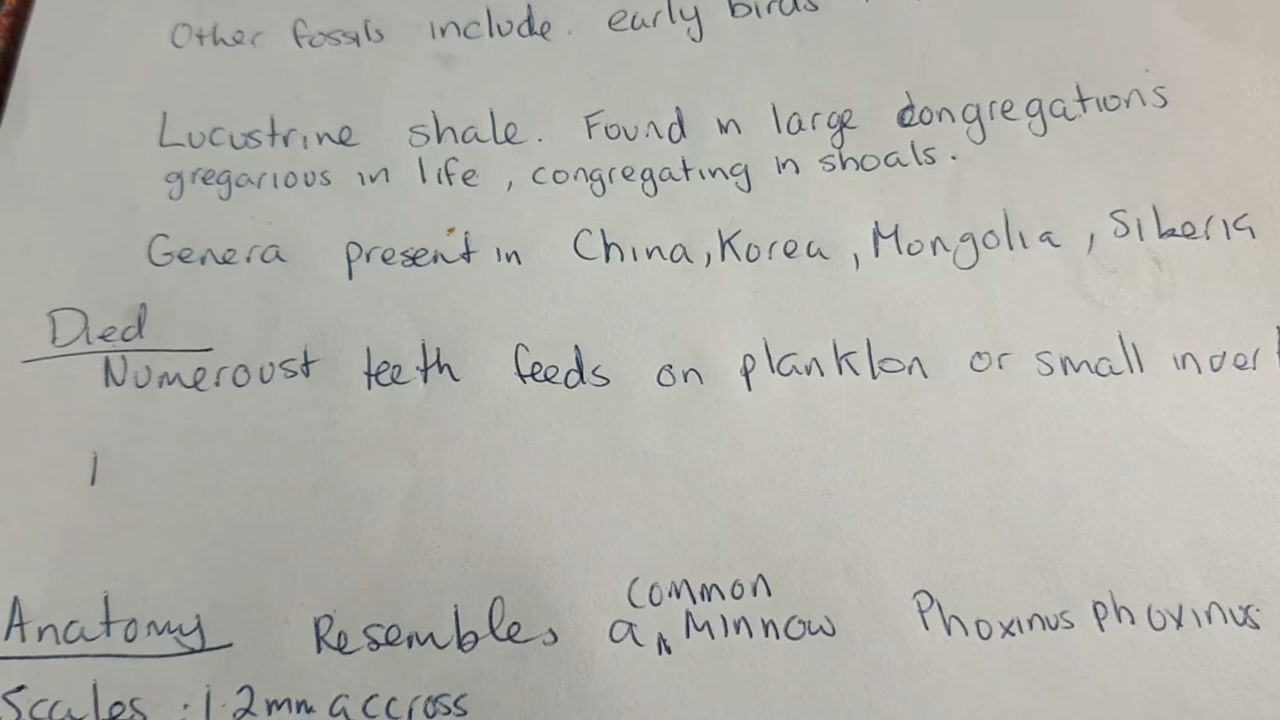 Other fossils include. early birds
Lucustrine shale. Found in large congregations
gregarious in life, congregating in shoals.
Genera present in China, Korea, Mongolia, Siberia
Died
Numeroust teeth feeds on plankton or small inver
Anatomy Resembles a common Minnow Phoxinus phoxinus
Scales : 1.2mm accross